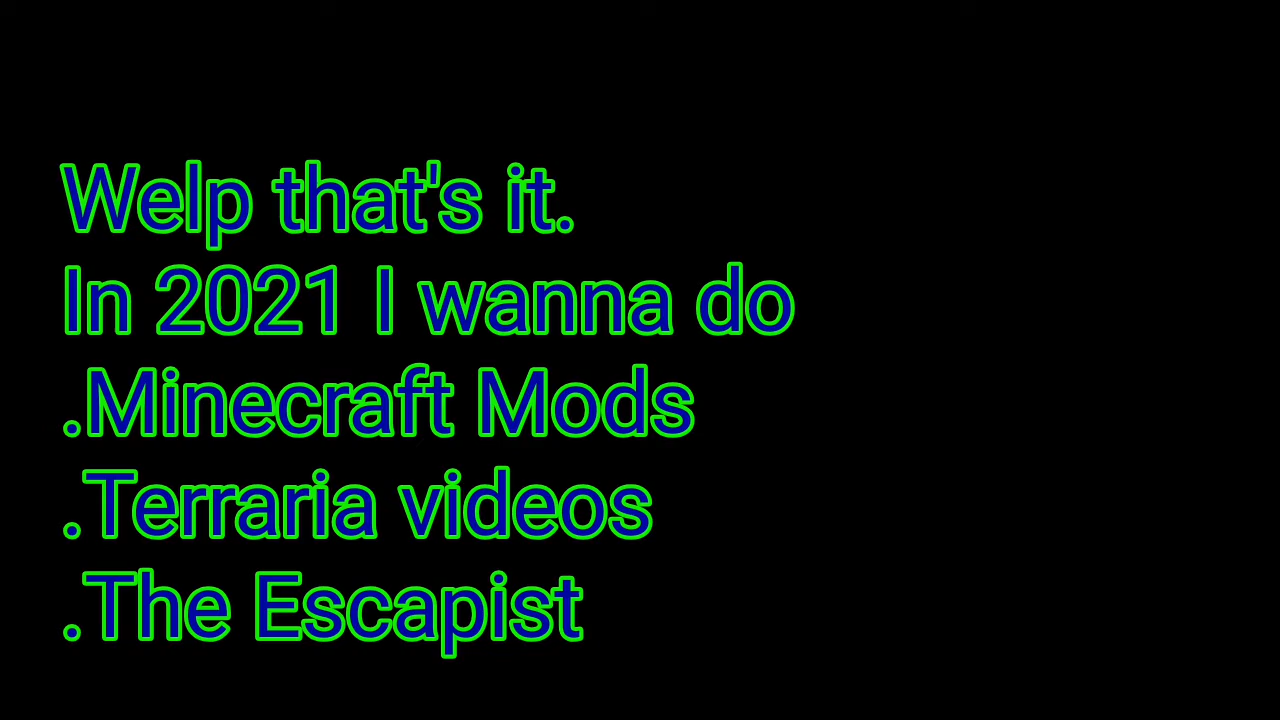 Welp that's it.
In 2021 I wanna do
.Minecraft Mods
.Terraria videos
.The Escapist